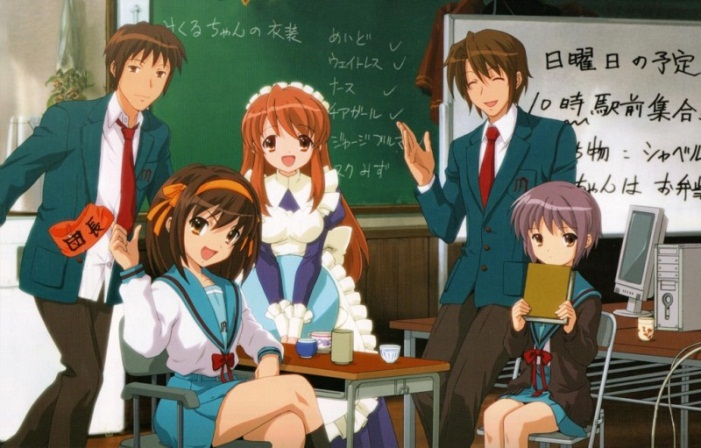 みくるちゃんの衣装
めいど ✓
ウェイトレス ✓
ナース ✓
チアガール ✓
ジャージ ブルマ
スクみず
日曜日の予定
10時 駅前集合
ち物：シャベル
ちゃんは お弁当
団長